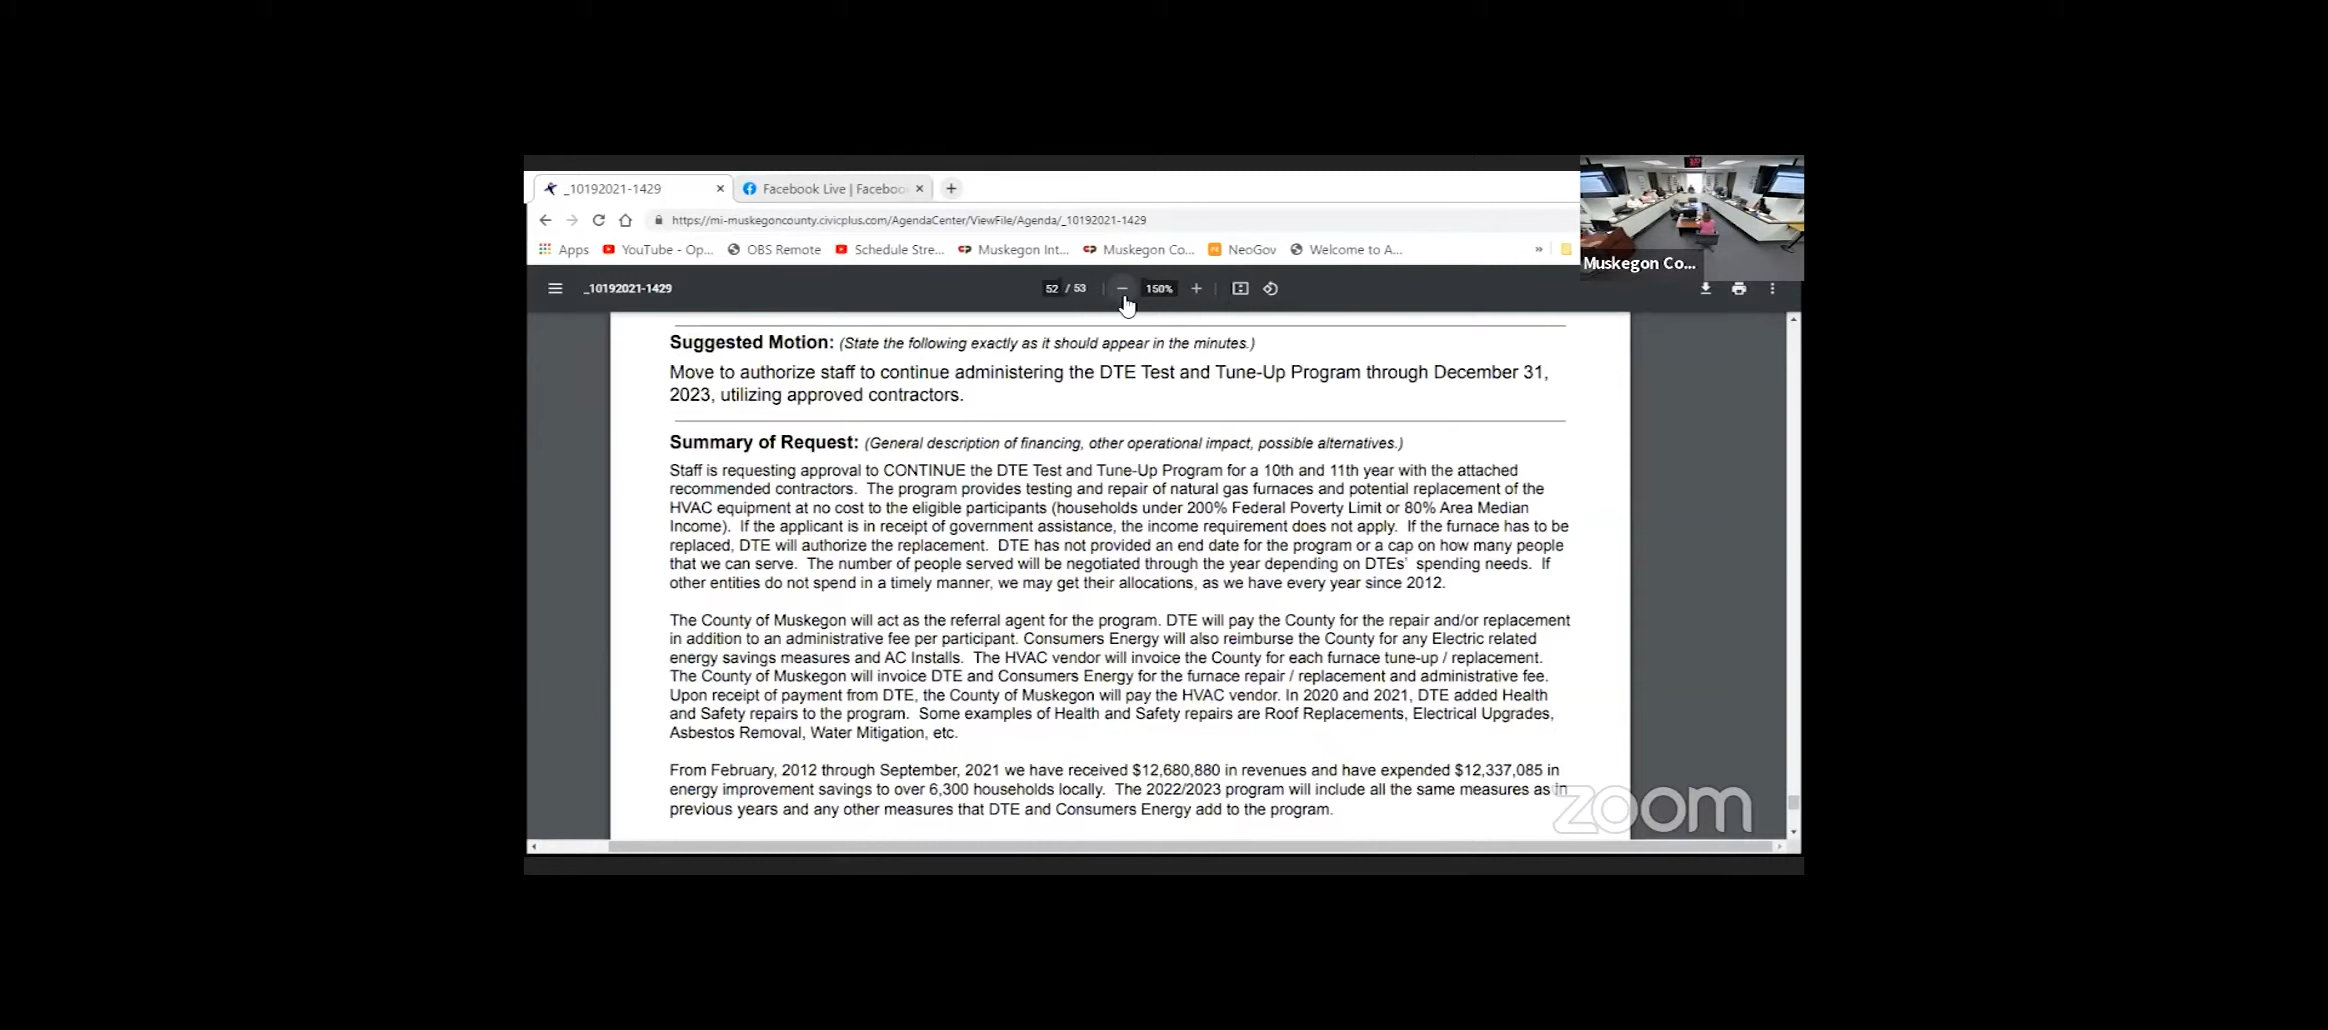 _10192021-1429
Facebook Live | Faceboo
https://mi-muskegoncounty.civicplus.com/AgendaCenter/ViewFile/Agenda/_10192021-1429
Apps YouTube - Op... OBS Remote Schedule Stre... Muskegon Int... Muskegon Co... NeoGov Welcome to A... »
Muskegon Co...
_10192021-1429 52 / 53 150%
Suggested Motion: (State the following exactly as it should appear in the minutes.)
Move to authorize staff to continue administering the DTE Test and Tune-Up Program through December 31,
2023, utilizing approved contractors.
Summary of Request: (General description of financing, other operational impact, possible alternatives.)
Staff is requesting approval to CONTINUE the DTE Test and Tune-Up Program for a 10th and 11th year with the attached
recommended contractors. The program provides testing and repair of natural gas furnaces and potential replacement of the
HVAC equipment at no cost to the eligible participants (households under 200% Federal Poverty Limit or 80% Area Median
Income). If the applicant is in receipt of government assistance, the income requirement does not apply. If the furnace has to be
replaced, DTE will authorize the replacement. DTE has not provided an end date for the program or a cap on how many people
that we can serve. The number of people served will be negotiated through the year depending on DTEs' spending needs. If
other entities do not spend in a timely manner, we may get their allocations, as we have every year since 2012.
The County of Muskegon will act as the referral agent for the program. DTE will pay the County for the repair and/or replacement
in addition to an administrative fee per participant. Consumers Energy will also reimburse the County for any Electric related
energy savings measures and AC Installs. The HVAC vendor will invoice the County for each furnace tune-up / replacement.
The County of Muskegon will invoice DTE and Consumers Energy for the furnace repair / replacement and administrative fee.
Upon receipt of payment from DTE, the County of Muskegon will pay the HVAC vendor. In 2020 and 2021, DTE added Health
and Safety repairs to the program. Some examples of Health and Safety repairs are Roof Replacements, Electrical Upgrades,
Asbestos Removal, Water Mitigation, etc.
From February, 2012 through September, 2021 we have received $12,680,880 in revenues and have expended $12,337,085 in
energy improvement savings to over 6,300 households locally. The 2022/2023 program will include all the same measures as in
previous years and any other measures that DTE and Consumers Energy add to the program.
zoom